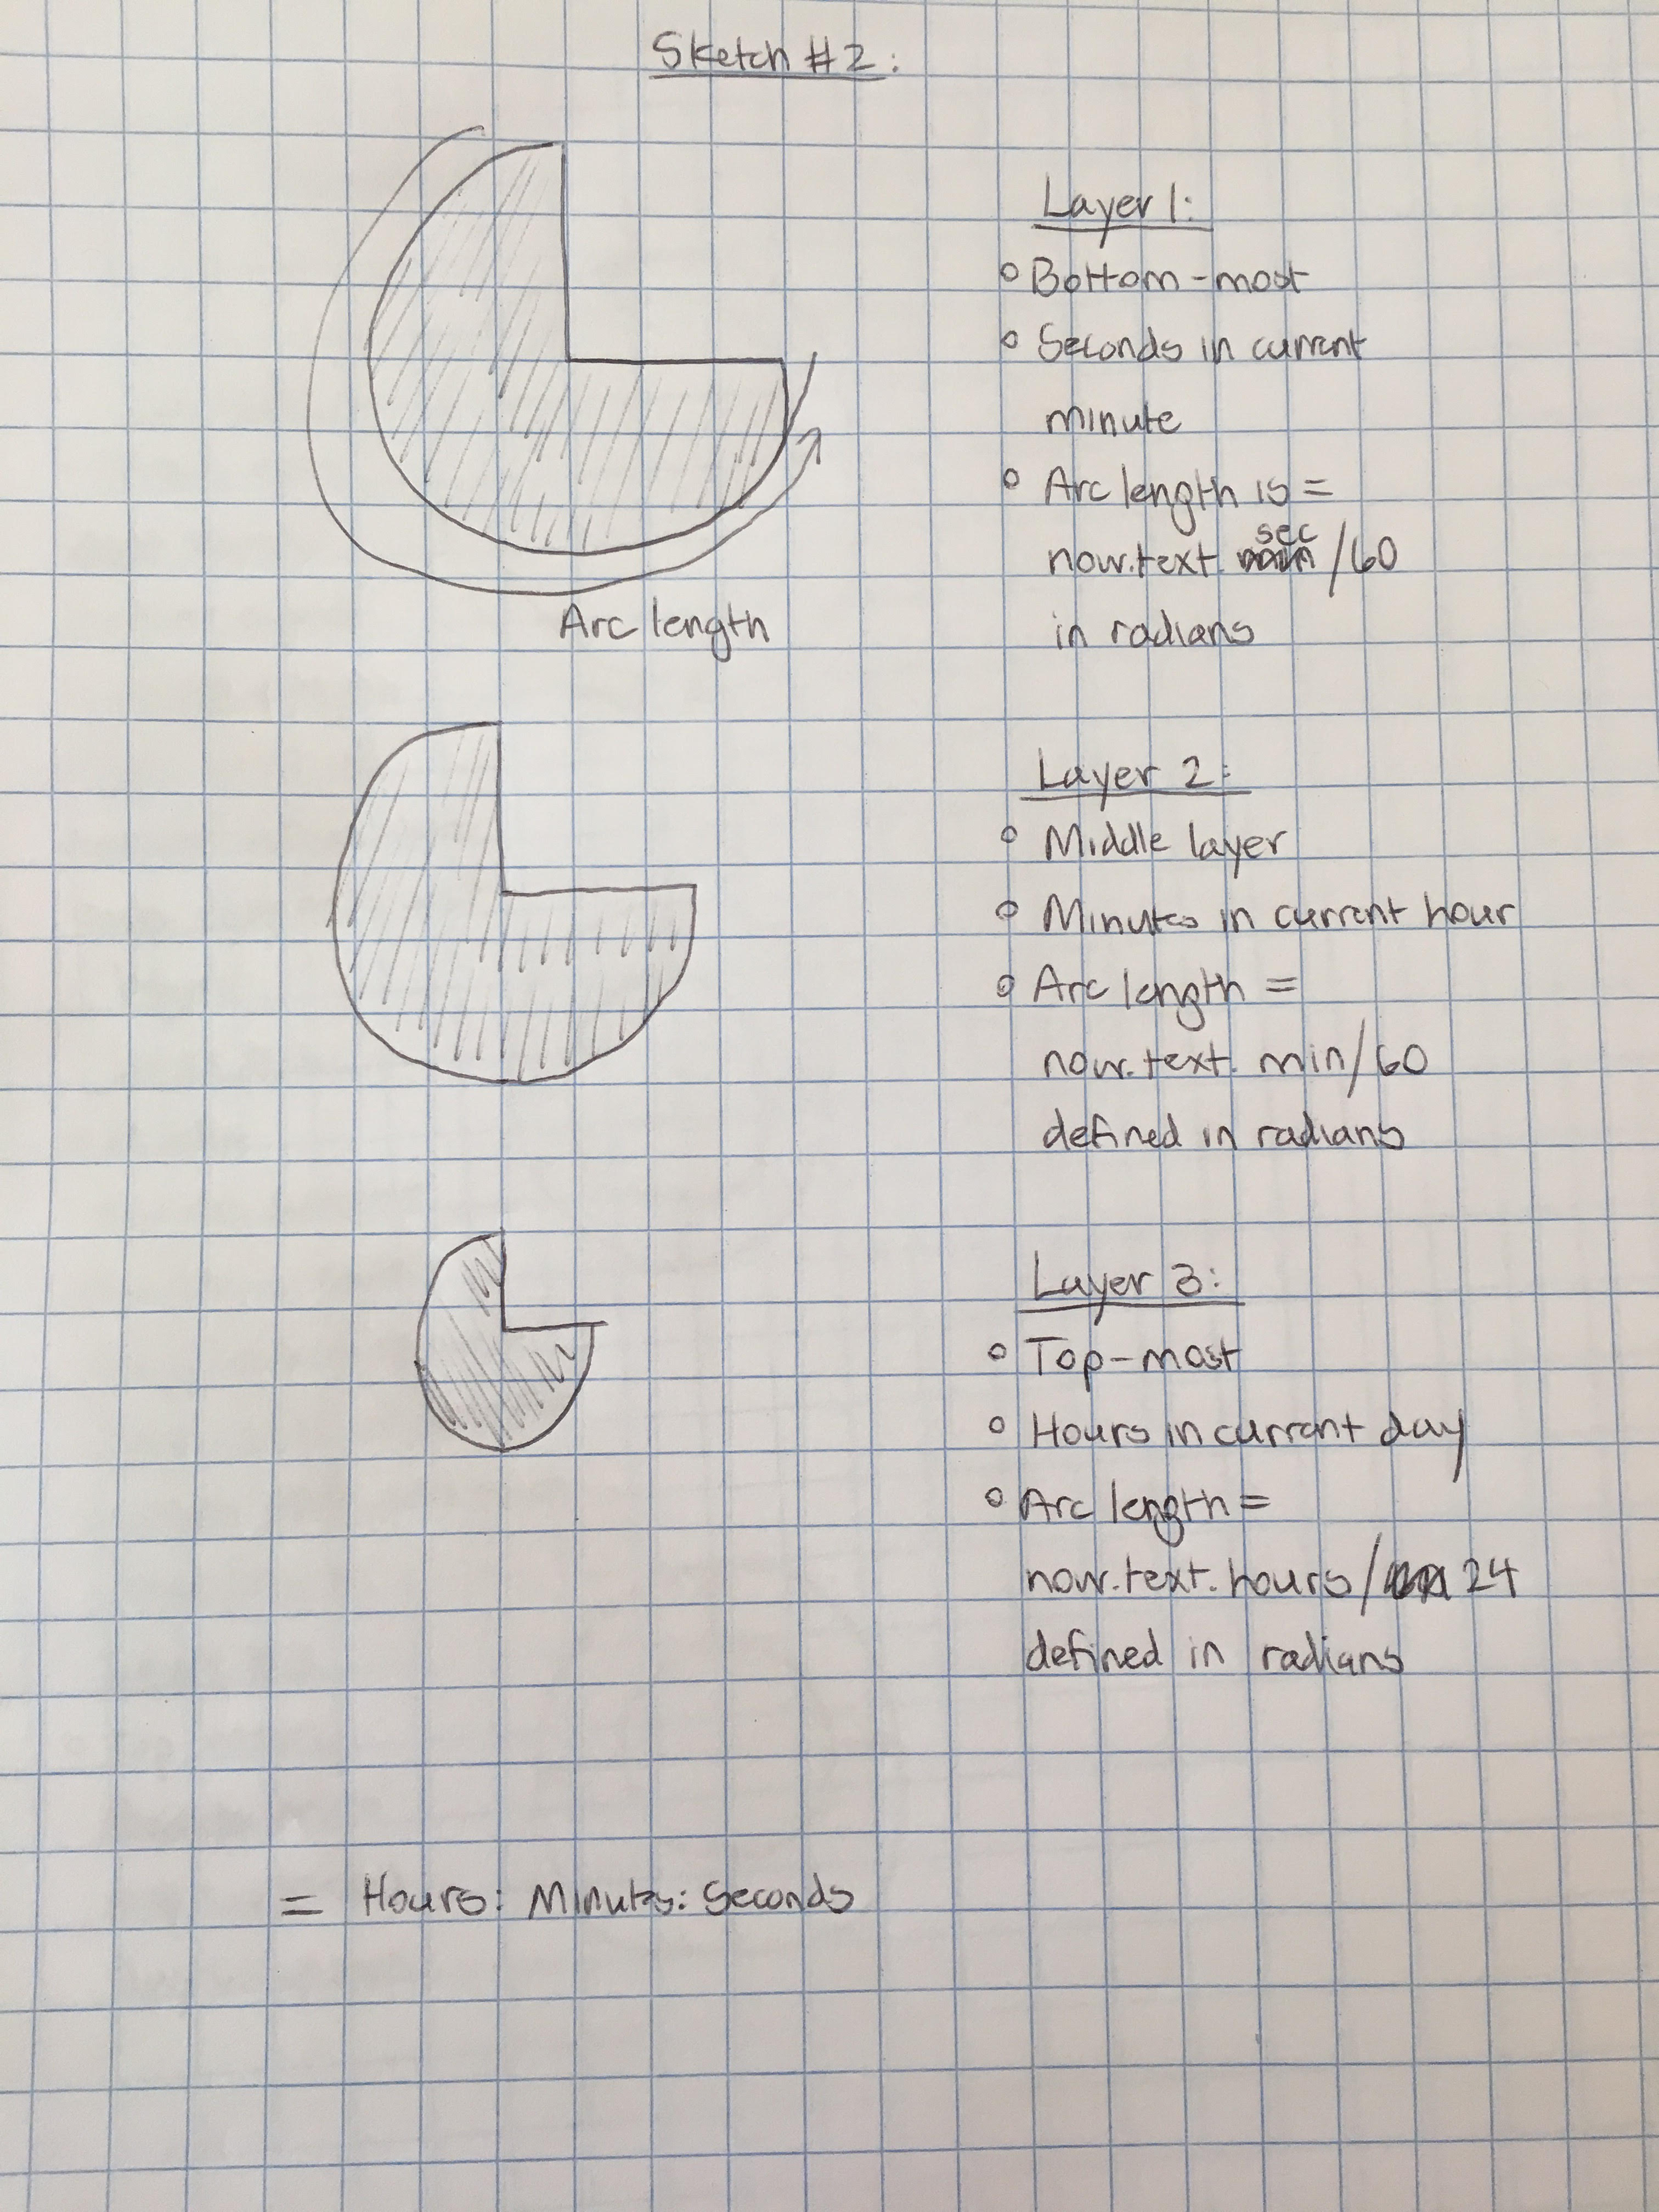 Sketch #2:
Layer 1:
Bottom-most
Seconds in current
minute
Arc length is =
now.text. sec /60
in radians
Arc length
Layer 2:
Middle layer
Minutes in current hour
Arc length =
now.text. min/60
defined in radians
Layer 3:
Top-most
Hours in current day
Arc length =
now.text.hours/ 24
defined in radians
= Hours: Minutes: Seconds